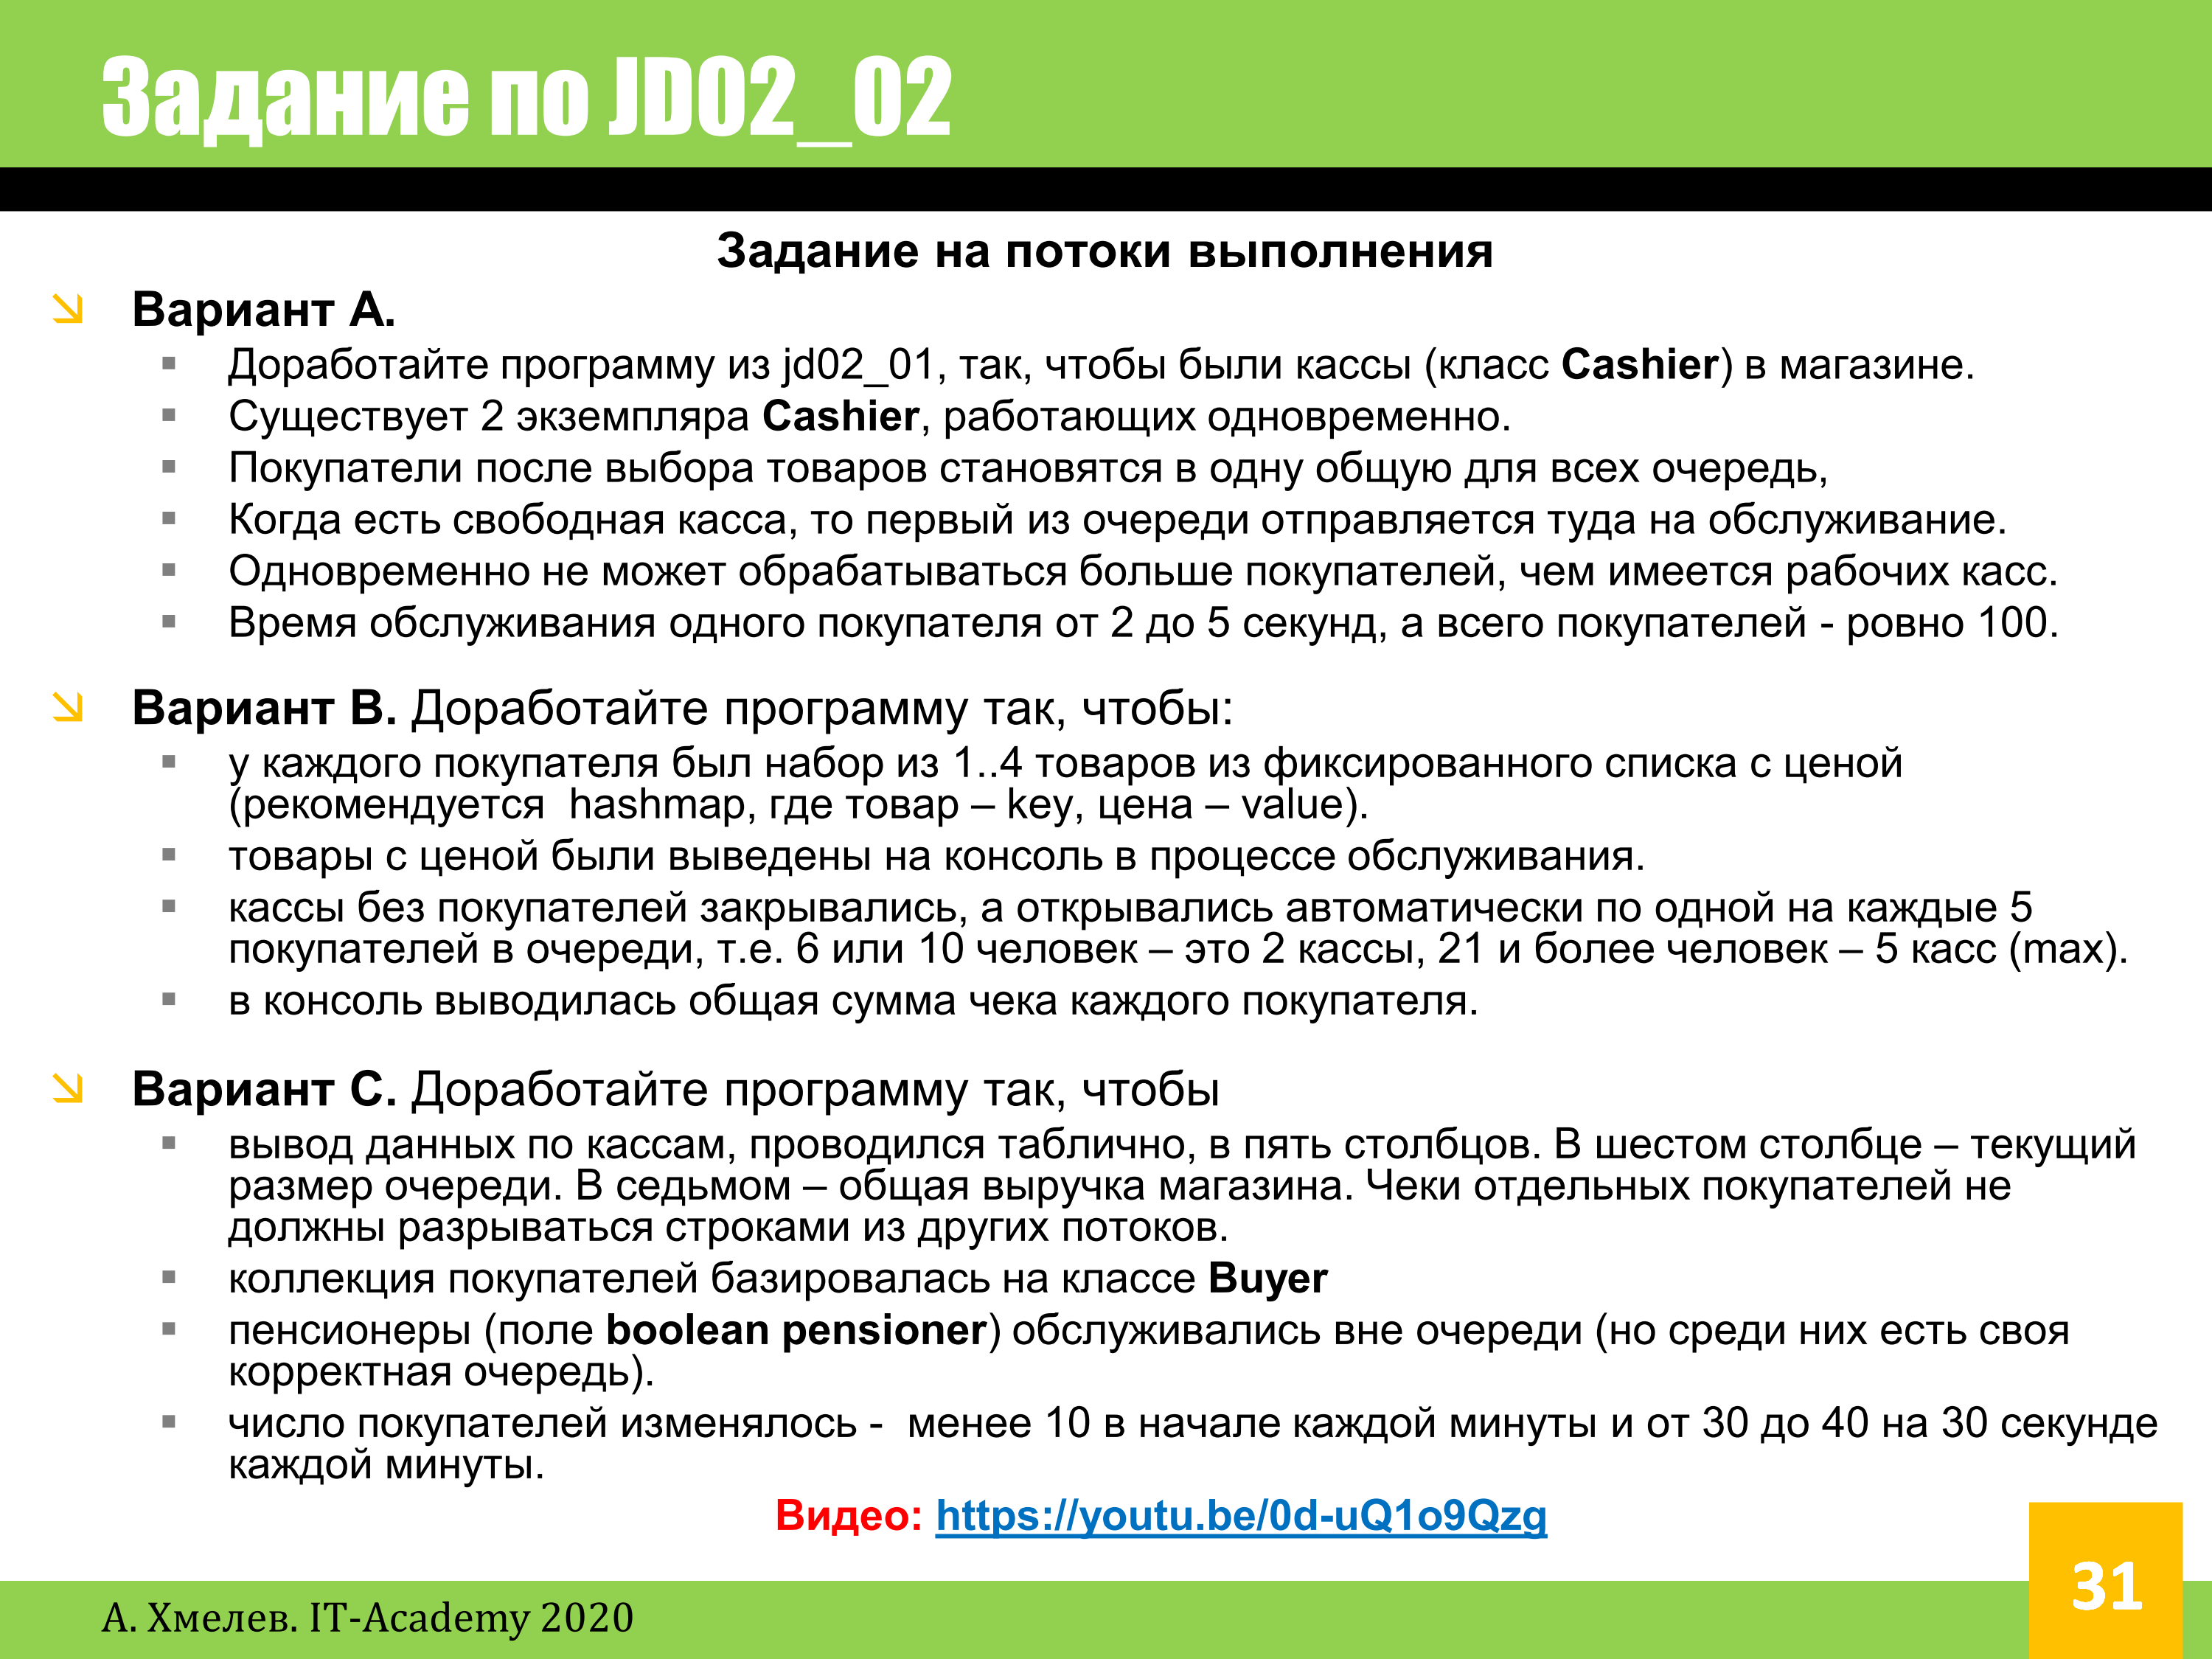 Задание по JD02_02
Задание на потоки выполнения
Вариант А.
Доработайте программу из jd02_01, так, чтобы были кассы (класс Cashier) в магазине.
Существует 2 экземпляра Cashier, работающих одновременно.
Покупатели после выбора товаров становятся в одну общую для всех очередь,
Когда есть свободная касса, то первый из очереди отправляется туда на обслуживание.
Одновременно не может обрабатываться больше покупателей, чем имеется рабочих касс.
Время обслуживания одного покупателя от 2 до 5 секунд, а всего покупателей - ровно 100.
Вариант В. Доработайте программу так, чтобы:
у каждого покупателя был набор из 1..4 товаров из фиксированного списка с ценой
(рекомендуется hashmap, где товар – key, цена – value).
товары с ценой были выведены на консоль в процессе обслуживания.
кассы без покупателей закрывались, а открывались автоматически по одной на каждые 5
покупателей в очереди, т.е. 6 или 10 человек – это 2 кассы, 21 и более человек – 5 касс (max).
в консоль выводилась общая сумма чека каждого покупателя.
Вариант С. Доработайте программу так, чтобы
вывод данных по кассам, проводился таблично, в пять столбцов. В шестом столбце – текущий
размер очереди. В седьмом – общая выручка магазина. Чеки отдельных покупателей не
должны разрываться строками из других потоков.
коллекция покупателей базировалась на классе Buyer
пенсионеры (поле boolean pensioner) обслуживались вне очереди (но среди них есть своя
корректная очередь).
число покупателей изменялось - менее 10 в начале каждой минуты и от 30 до 40 на 30 секунде
каждой минуты.
Видео: https://youtu.be/0d-uQ1o9Qzg
31
А. Хмелев. IT-Academy 2020